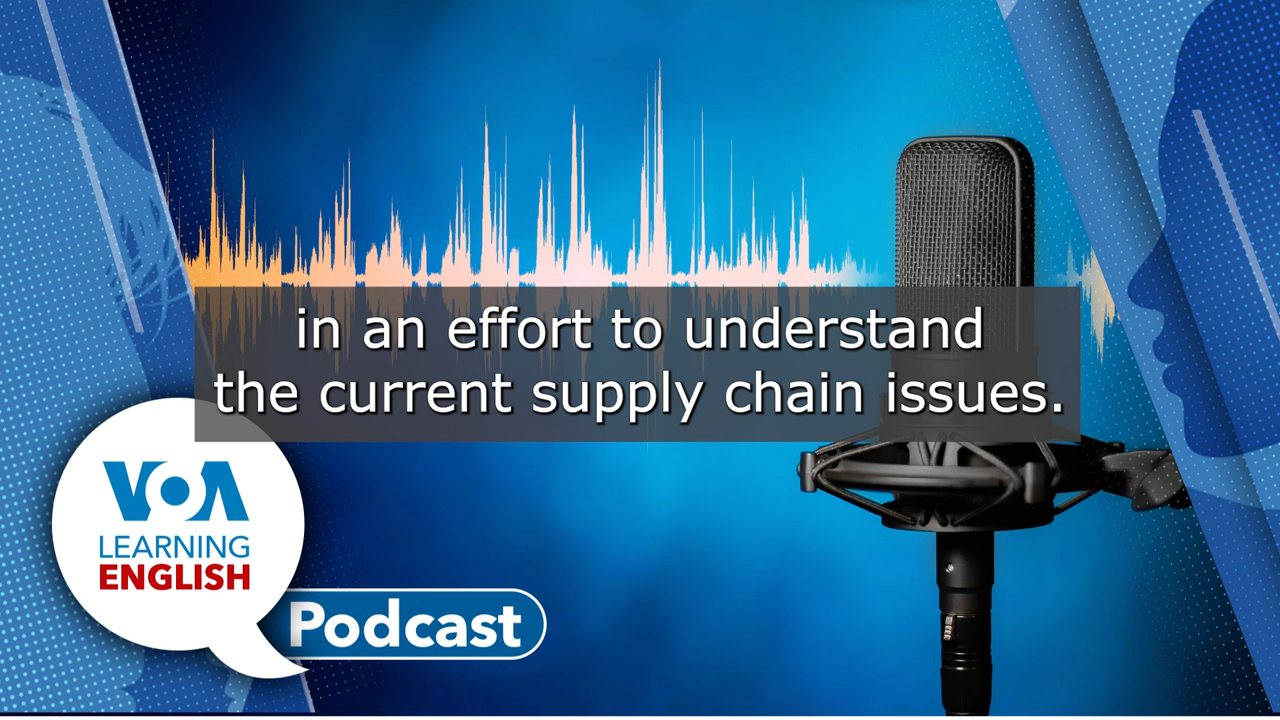 in an effort to understand
the current supply chain issues.
VOA
LEARNING
ENGLISH
Podcast